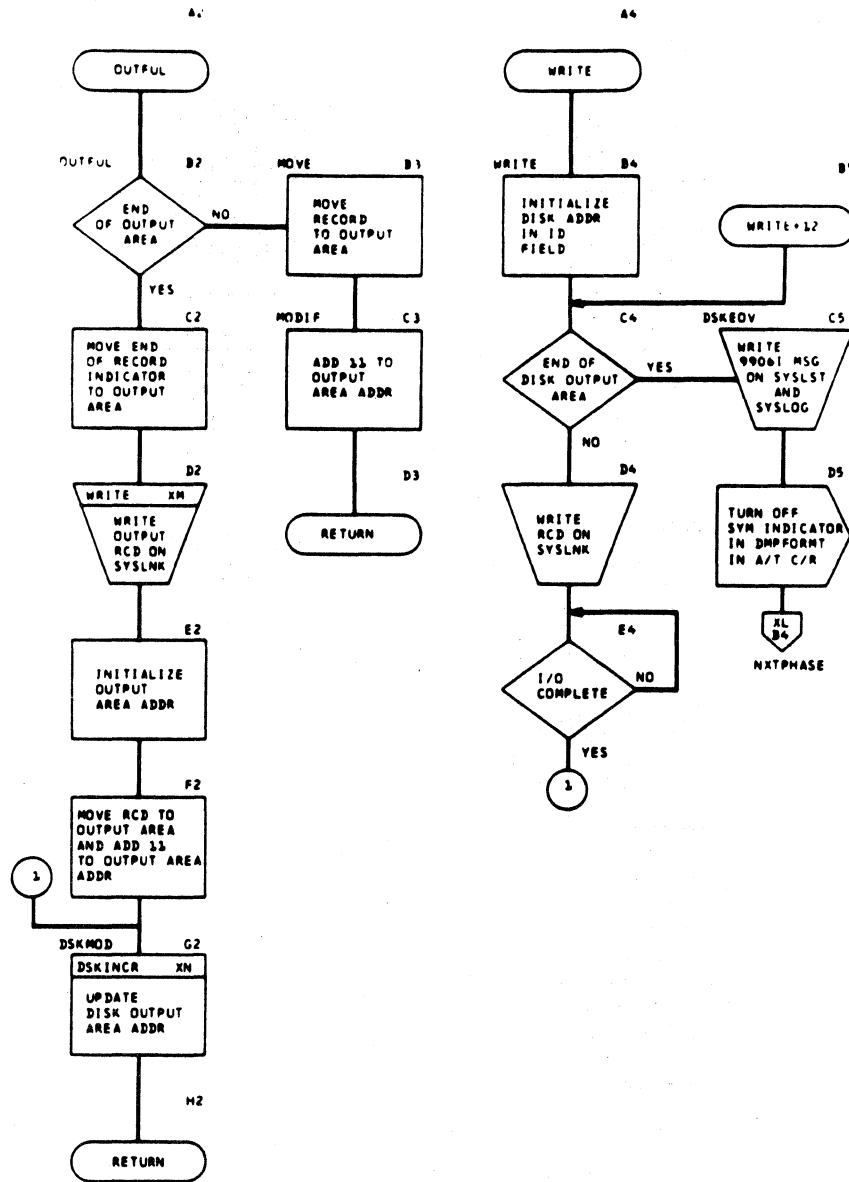 A4
OUTFUL
WRITE
OUTFUL
B2
END
OF OUTPUT
AREA
NO
YES
MOVE
B3
MOVE
RECORD
TO OUTPUT
AREA
C2
MOVE END
OF RECORD
INDICATOR
TO OUTPUT
AREA
MODIF
C3
ADD 11 TO
OUTPUT
AREA ADDR
D2
WRITE XM
WRITE
OUTPUT
RCD ON
SYSLNK
D3
RETURN
E2
INITIALIZE
OUTPUT
AREA ADDR
F2
MOVE RCD TO
OUTPUT AREA
AND ADD 11
TO OUTPUT AREA
ADDR
1
DSKMOD
G2
DSKINCR XN
UPDATE
DISK OUTPUT
AREA ADDR
H2
RETURN
WRITE
B4
INITIALIZE
DISK ADDR
IN ID
FIELD
WRITE+12
C4
END OF
DISK OUTPUT
AREA
YES
NO
DSKEOV
C5
WRITE
9906I MSG
ON SYSLST
AND
SYSLOG
D4
WRITE
RCD ON
SYSLNK
D5
TURN OFF
SYM INDICATOR
IN DMPFORMT
IN A/T C/R
E4
I/O
COMPLETE
NO
YES
1
XL
B4
NXTPHASE